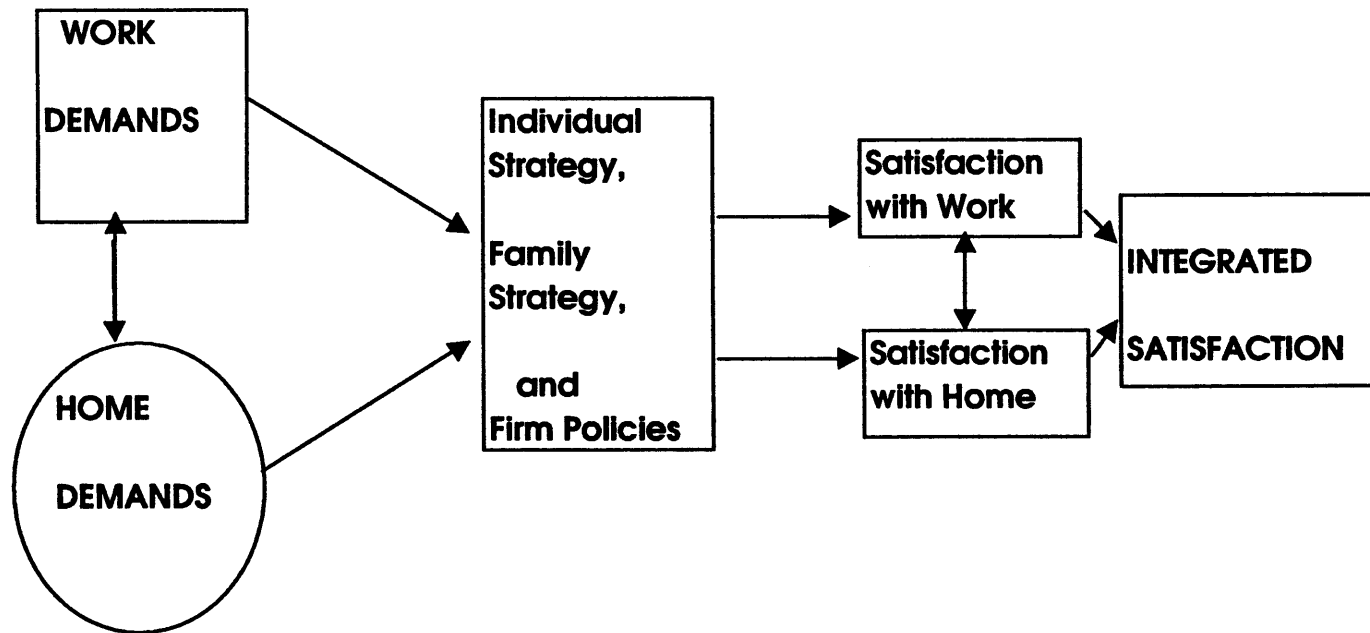 WORK
DEMANDS
HOME
DEMANDS
Individual
Strategy,
Family
Strategy,
and
Firm Policies
Satisfaction
with Work
Satisfaction
with Home
INTEGRATED
SATISFACTION